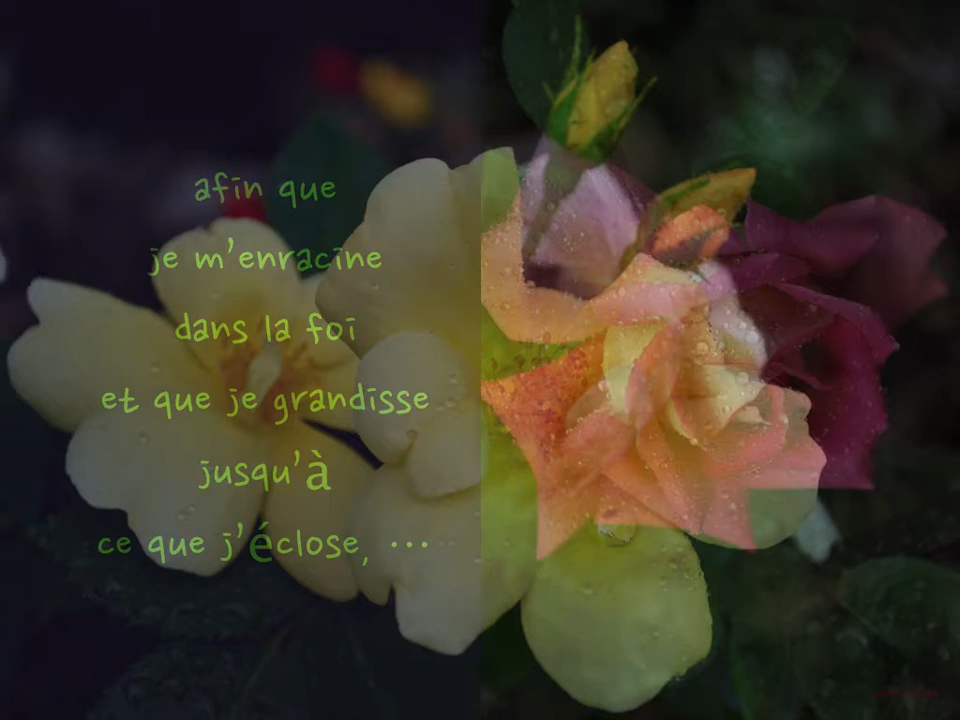 afin que
je m'enracine
dans la foi
et que je grandisse
jusqu'à
ce que j'éclose, ...